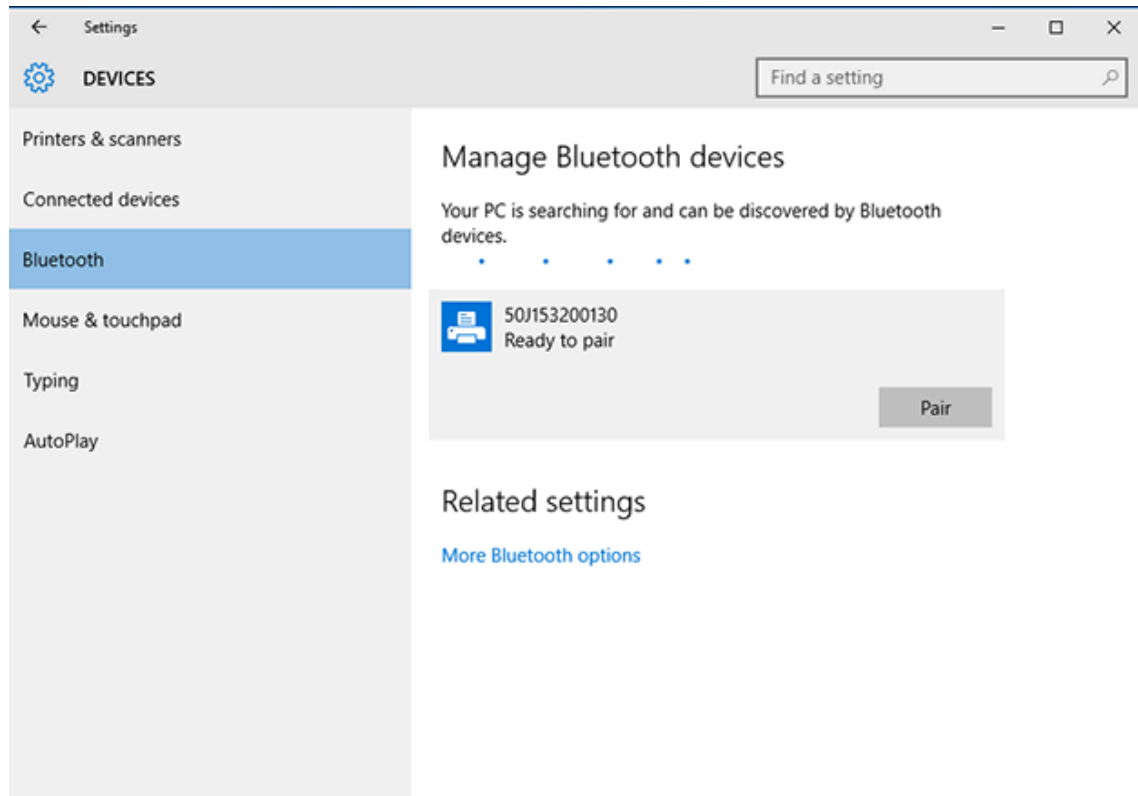 Settings
DEVICES
Find a setting
Printers & scanners
Connected devices
Bluetooth
Mouse & touchpad
Typing
AutoPlay
Manage Bluetooth devices
Your PC is searching for and can be discovered by Bluetooth
devices.
50J153200130
Ready to pair
Pair
Related settings
More Bluetooth options